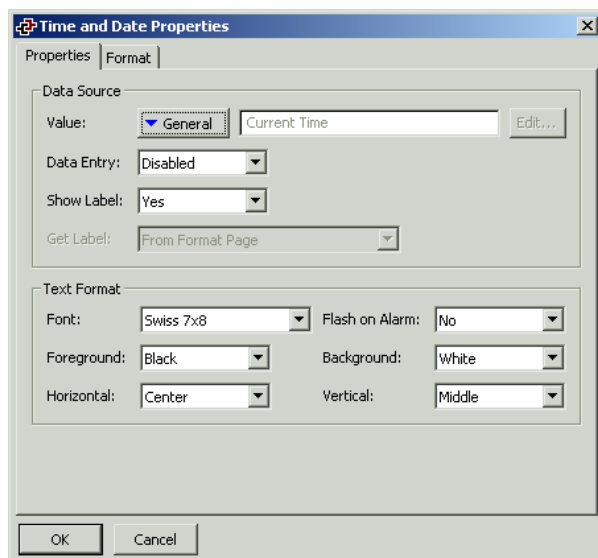 Time and Date Properties
Properties Format
Data Source
Value: General Current Time Edit...
Data Entry: Disabled
Show Label: Yes
Get Label: From Format Page
Text Format
Font: Swiss 7x8 Flash on Alarm: No
Foreground: Black Background: White
Horizontal: Center Vertical: Middle
OK Cancel